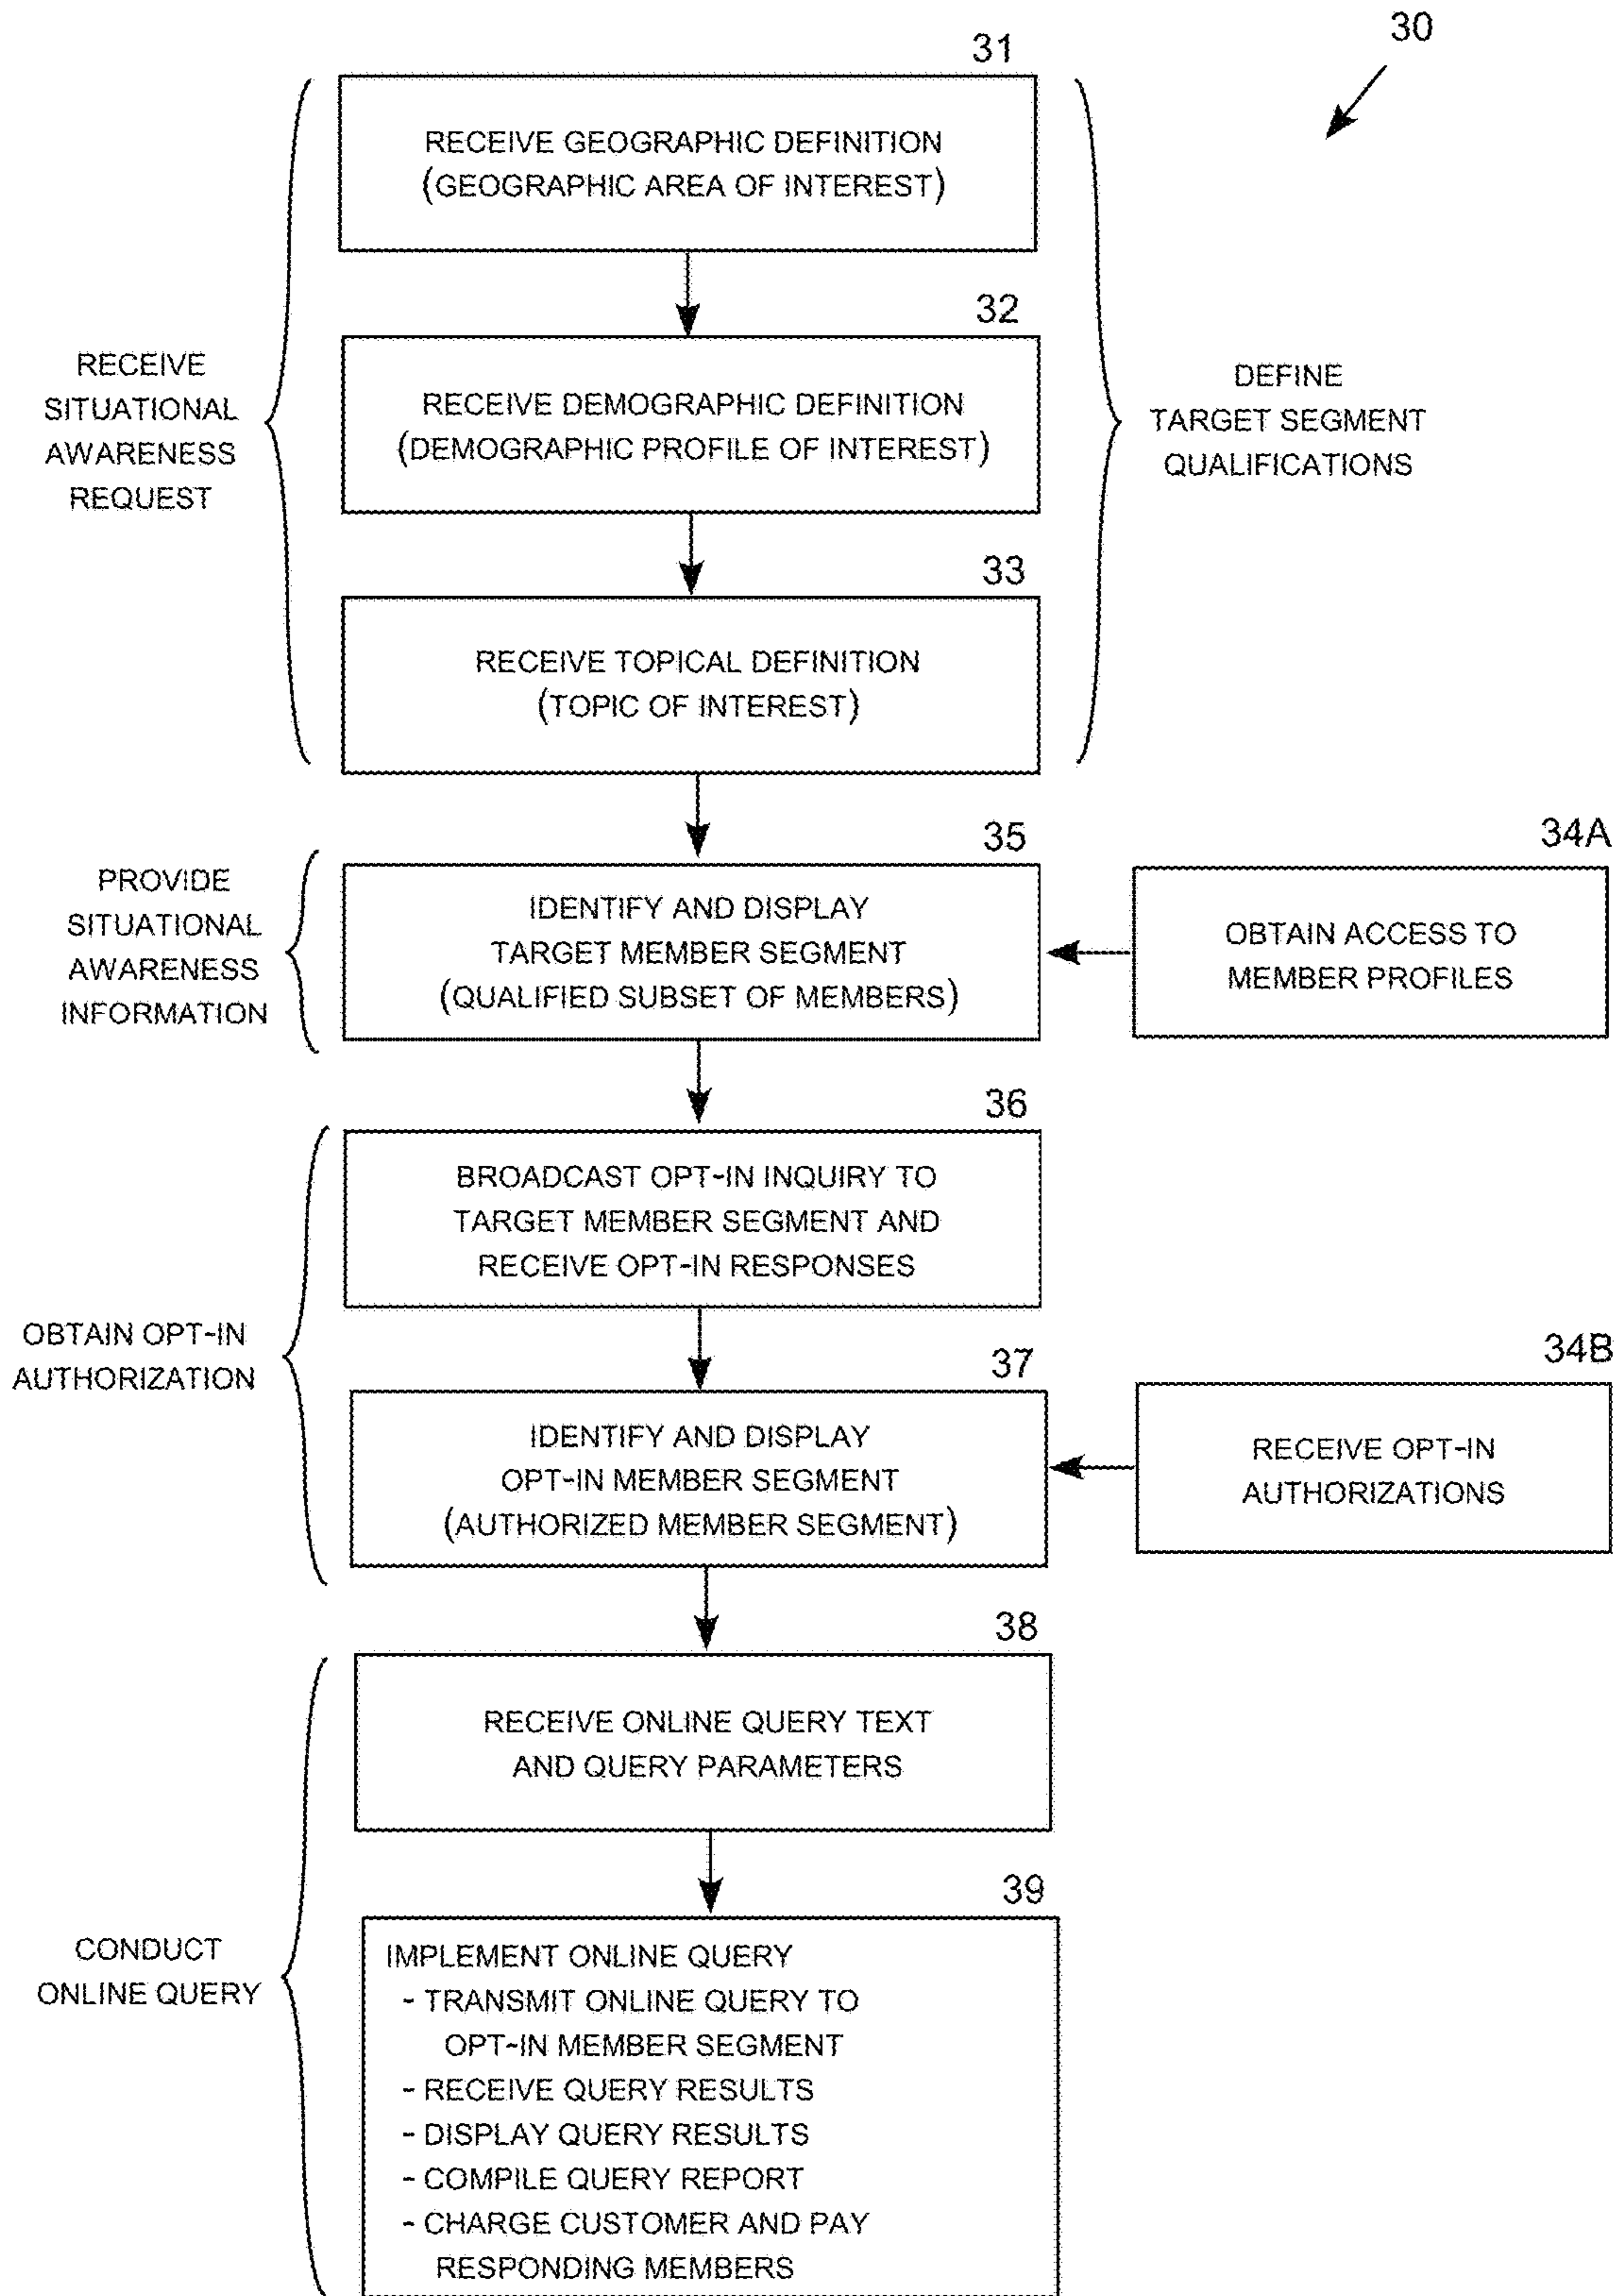 30
31
RECEIVE GEOGRAPHIC DEFINITION
(GEOGRAPHIC AREA OF INTEREST)
32
RECEIVE DEMOGRAPHIC DEFINITION
(DEMOGRAPHIC PROFILE OF INTEREST)
RECEIVE
SITUATIONAL
AWARENESS
REQUEST
DEFINE
TARGET SEGMENT
QUALIFICATIONS
33
RECEIVE TOPICAL DEFINITION
(TOPIC OF INTEREST)
PROVIDE
SITUATIONAL
AWARENESS
INFORMATION
35
IDENTIFY AND DISPLAY
TARGET MEMBER SEGMENT
(QUALIFIED SUBSET OF MEMBERS)
34A
OBTAIN ACCESS TO
MEMBER PROFILES
36
BROADCAST OPT-IN INQUIRY TO
TARGET MEMBER SEGMENT AND
RECEIVE OPT-IN RESPONSES
OBTAIN OPT-IN
AUTHORIZATION
37
IDENTIFY AND DISPLAY
OPT-IN MEMBER SEGMENT
(AUTHORIZED MEMBER SEGMENT)
34B
RECEIVE OPT-IN
AUTHORIZATIONS
38
RECEIVE ONLINE QUERY TEXT
AND QUERY PARAMETERS
CONDUCT
ONLINE QUERY
39
IMPLEMENT ONLINE QUERY
- TRANSMIT ONLINE QUERY TO
OPT-IN MEMBER SEGMENT
- RECEIVE QUERY RESULTS
- DISPLAY QUERY RESULTS
- COMPILE QUERY REPORT
- CHARGE CUSTOMER AND PAY
RESPONDING MEMBERS